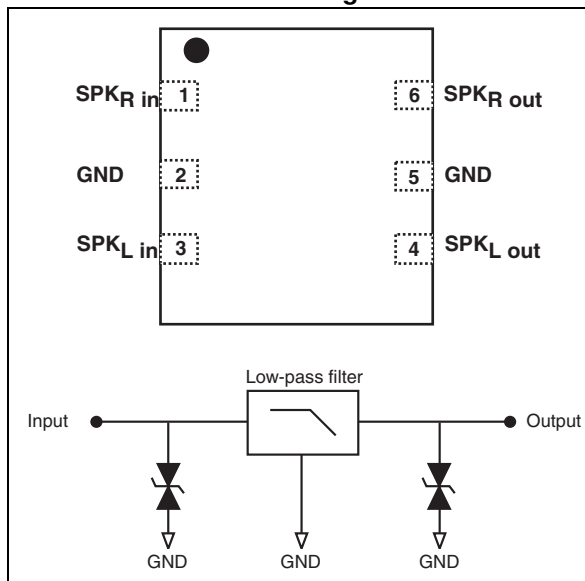 SPKR in 1 6 SPKR out
GND 2 5 GND
SPKL in 3 4 SPKL out
Low-pass filter
Input Output
GND GND GND